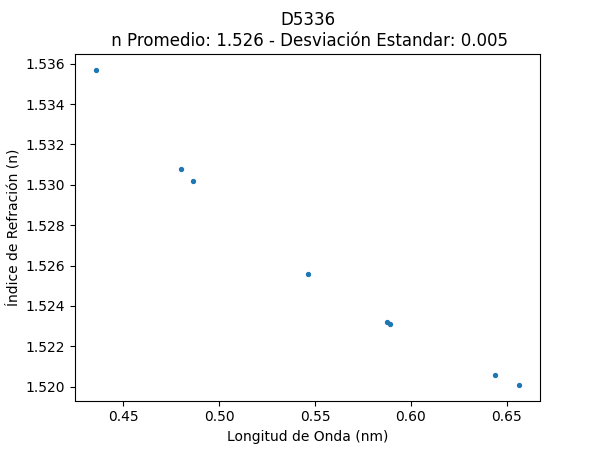 D5336
n Promedio: 1.526 - Desviación Estandar: 0.005
1.536
1.534
1.532
1.530
1.528
1.526
1.524
1.522
1.520
Índice de Refración (n)
0.45 0.50 0.55 0.60 0.65
Longitud de Onda (nm)